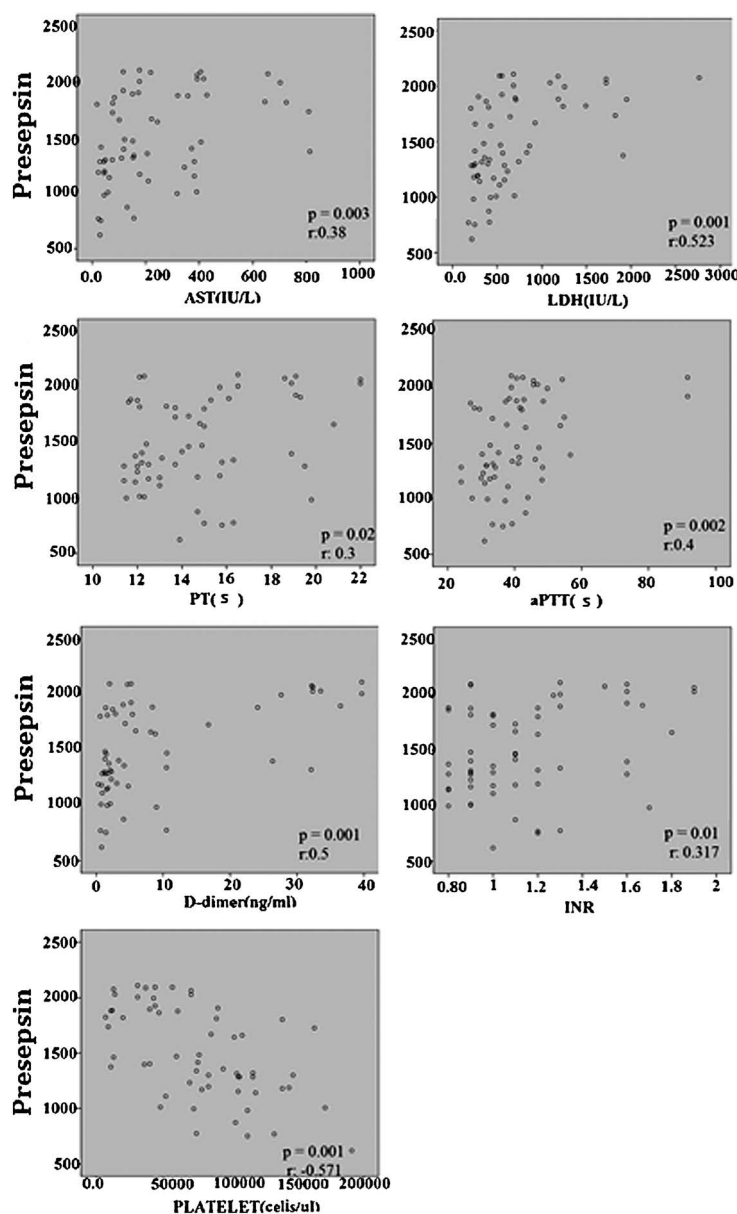 Presepsin
2500
2000
1500
1000
500
p = 0.003
r:0.38
0.0 200 400 600 800 1000
AST(IU/L)
2500
2000
1500
1000
500
p = 0.001
r:0.523
0.0 500 1000 1500 2000 2500 3000
LDH(IU/L)
Presepsin
2500
2000
1500
1000
500
p = 0.02
r: 0.3
10 12 14 16 18 20 22
PT( s )
2500
2000
1500
1000
500
p = 0.002
r:0.4
20 40 60 80 100
aPTT( s )
Presepsin
2500
2000
1500
1000
500
p = 0.001
r:0.5
0 10 20 30 40
D-dimer(ng/ml)
2500
2000
1500
1000
500
p = 0.01
r: 0.317
0.80 1 1.2 1.4 1.6 1.8 2
INR
Presepsin
2500
2000
1500
1000
500
p = 0.001
r: -0.571
0.0 50000 100000 150000 200000
PLATELET(cells/ul)